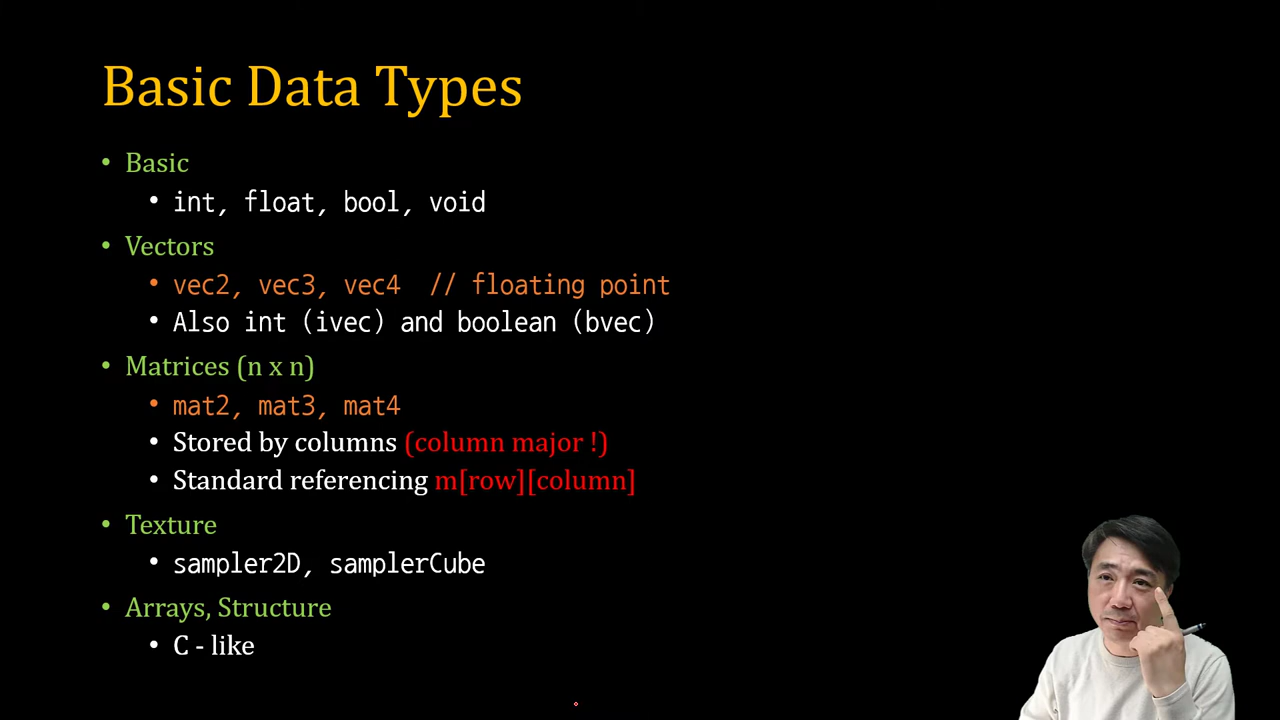 Basic Data Types
• Basic
• int, float, bool, void
• Vectors
• vec2, vec3, vec4 // floating point
• Also int (ivec) and boolean (bvec)
• Matrices (n x n)
• mat2, mat3, mat4
• Stored by columns (column major !)
• Standard referencing m[row][column]
• Texture
• sampler2D, samplerCube
• Arrays, Structure
• C - like